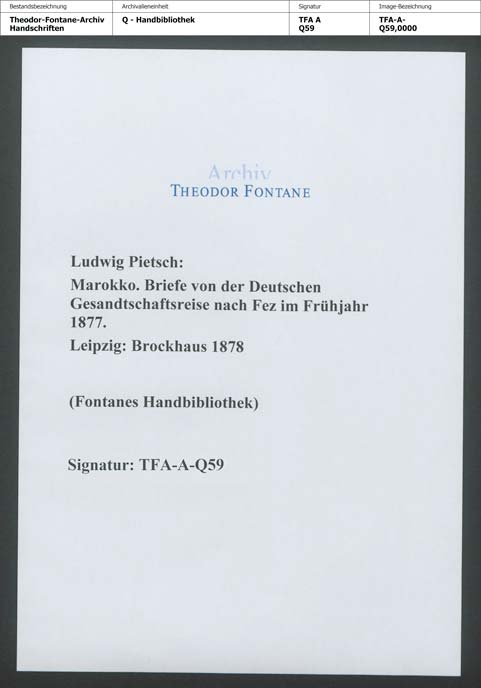 Bestandsbezeichnung Archivalieneinheit Signatur Image-Bezeichnung
Theodor-Fontane-Archiv Q - Handbibliothek TFA A TFA-A-
Handschriften Q59 Q59,0000
Archiv
THEODOR FONTANE
Ludwig Pietsch:
Marokko. Briefe von der Deutschen
Gesandtschaftsreise nach Fez im Frühjahr
1877.
Leipzig: Brockhaus 1878
(Fontanes Handbibliothek)
Signatur: TFA-A-Q59